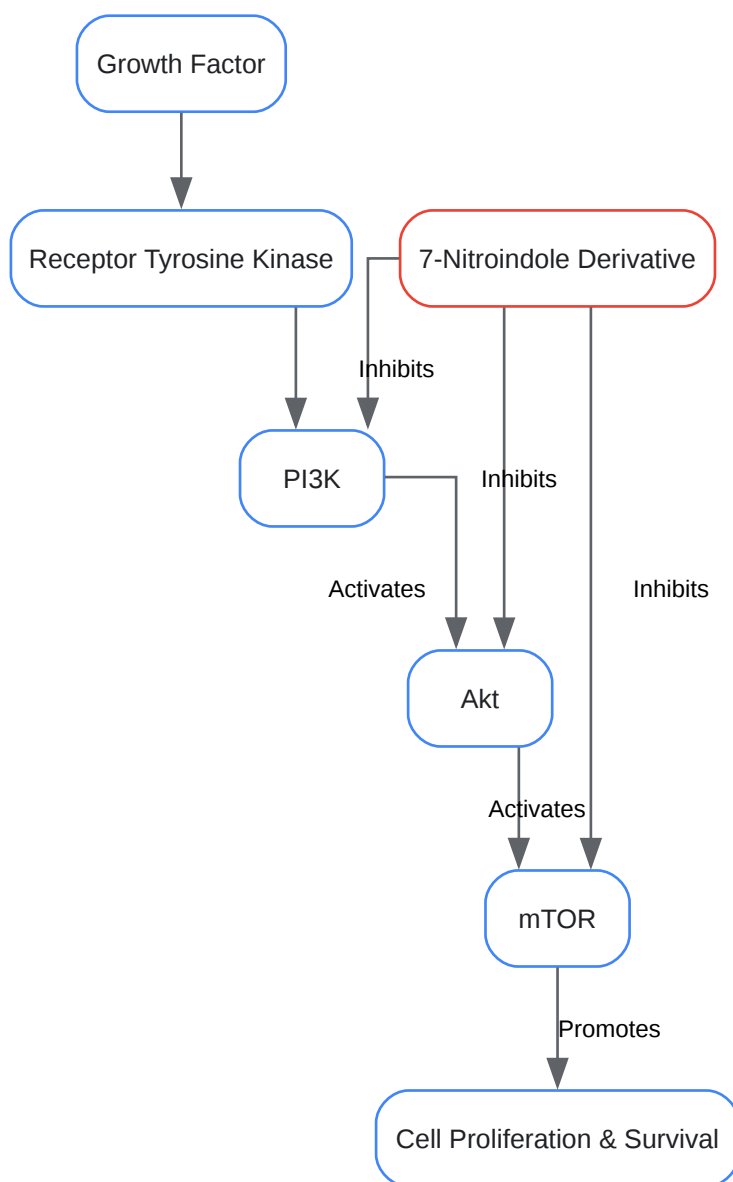 Growth Factor
Receptor Tyrosine Kinase
7-Nitroindole Derivative
Inhibits
PI3K
Inhibits
Activates
Inhibits
Akt
Activates
mTOR
Promotes
Cell Proliferation & Survival